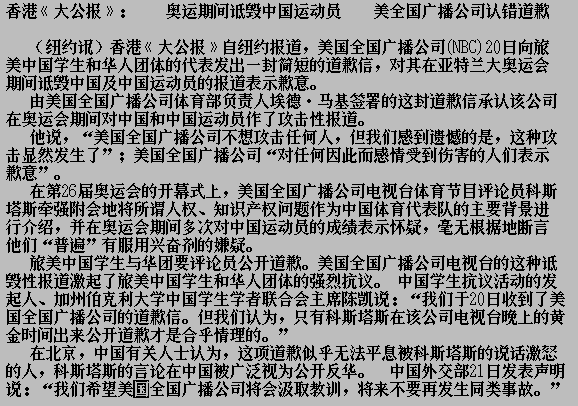 香港《大公报》： 奥运期间诋毁中国运动员 美全国广播公司认错道歉
（纽约讯）香港《大公报》自纽约报道，美国全国广播公司(NBC)20日向旅
美中国学生和华人团体的代表发出一封简短的道歉信，对其在亚特兰大奥运会
期间诋毁中国及中国运动员的报道表示歉意。
由美国全国广播公司体育部负责人埃德·马基签署的这封道歉信承认该公司
在奥运会期间对中国和中国运动员作了攻击性报道。
他说，“美国全国广播公司不想攻击任何人，但我们感到遗憾的是，这种攻
击显然发生了”；美国全国广播公司“对任何因此而感情受到伤害的人们表示
歉意”。
在第26届奥运会的开幕式上，美国全国广播公司电视台体育节目评论员科斯
塔斯牵强附会地将所谓人权、知识产权问题作为中国体育代表队的主要背景进
行介绍，并在奥运会期间多次对中国运动员的成绩表示怀疑，毫无根据地断言
他们“普遍”有服用兴奋剂的嫌疑。
旅美中国学生与华团要评论员公开道歉。美国全国广播公司电视台的这种诋
毁性报道激起了旅美中国学生和华人团体的强烈抗议。 中国学生抗议活动的发
起人、加州伯克利大学中国学生学者联合会主席陈凯说：“我们于20日收到了美
国全国广播公司的道歉信。但我们认为，只有科斯塔斯在该公司电视台晚上的黄
金时间出来公开道歉才是合乎情理的。”
在北京，中国有关人士认为，这项道歉似乎无法平息被科斯塔斯的说话激怒
的人，科斯塔斯的言论在中国被广泛视为公开反华。 中国外交部21日发表声明
说：“我们希望美国全国广播公司将会汲取教训，将来不要再发生同类事故。”